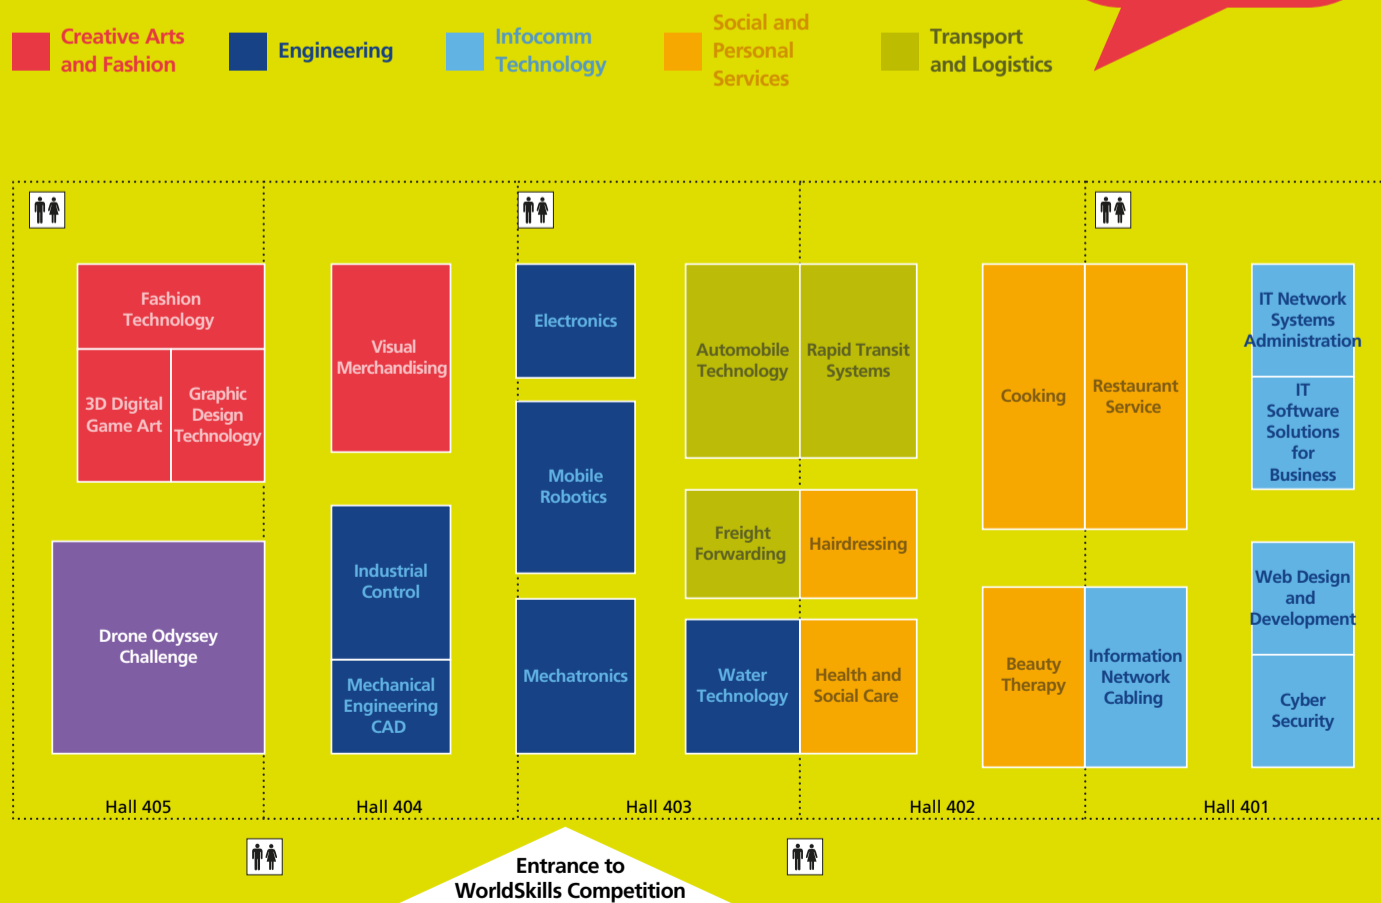 Creative Arts
and Fashion
Engineering
Infocomm
Technology
Social and
Personal
Services
Transport
and Logistics
Fashion
Technology
3D Digital
Game Art
Graphic
Design
Technology
Drone Odyssey
Challenge
Visual
Merchandising
Industrial
Control
Mechanical
Engineering
CAD
Electronics
Mobile
Robotics
Mechatronics
Automobile
Technology
Rapid Transit
Systems
Freight
Forwarding
Hairdressing
Water
Technology
Health and
Social Care
Cooking
Restaurant
Service
Beauty
Therapy
Information
Network
Cabling
IT Network
Systems
Administration
IT
Software
Solutions
for
Business
Web Design
and
Development
Cyber
Security
Hall 405
Hall 404
Hall 403
Hall 402
Hall 401
Entrance to
WorldSkills Competition